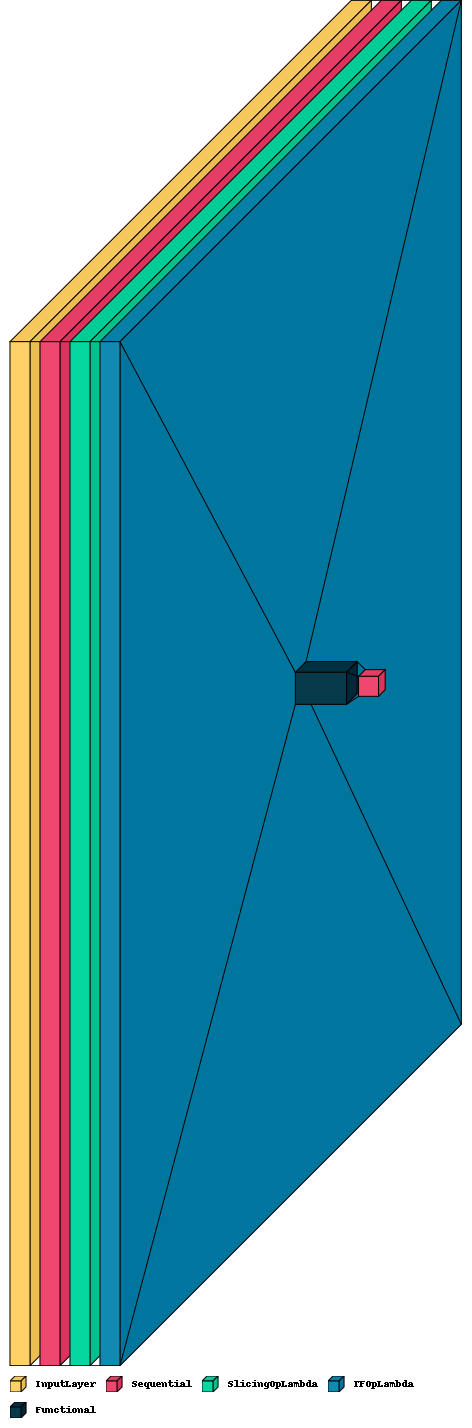 InputLayer Sequential SlicingOpLambda TFOpLambda
Functional